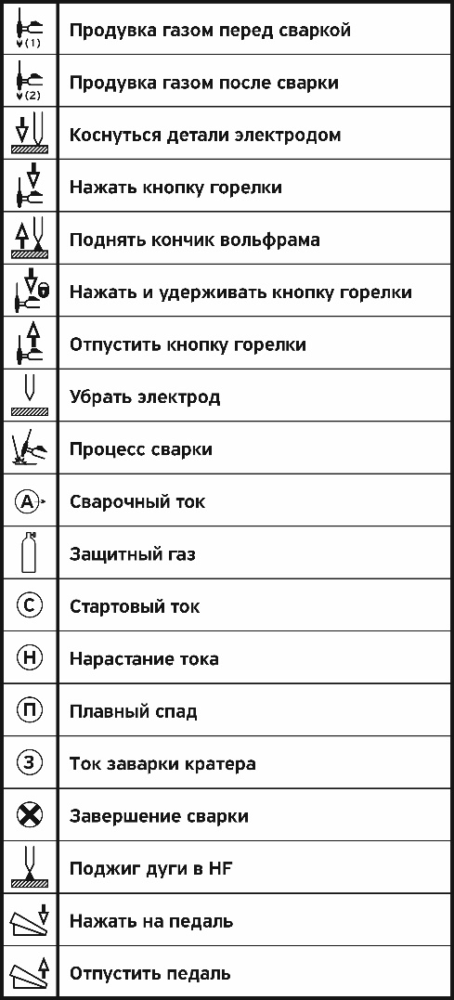 (1) Продувка газом перед сваркой
(2) Продувка газом после сварки
Коснуться детали электродом
Нажать кнопку горелки
Поднять кончик вольфрама
Нажать и удерживать кнопку горелки
Отпустить кнопку горелки
Убрать электрод
Процесс сварки
А Сварочный ток
Защитный газ
С Стартовый ток
Н Нарастание тока
П Плавный спад
З Ток заварки кратера
Завершение сварки
Поджиг дуги в HF
Нажать на педаль
Отпустить педаль